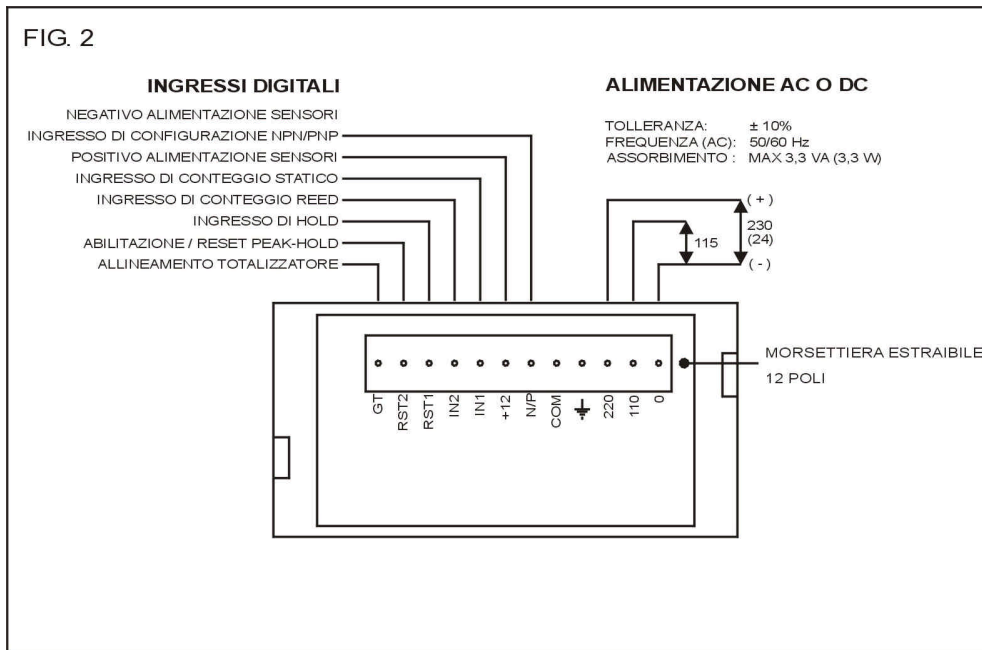 FIG. 2
INGRESSI DIGITALI
NEGATIVO ALIMENTAZIONE SENSORI
INGRESSO DI CONFIGURAZIONE NPN/PNP
POSITIVO ALIMENTAZIONE SENSORI
INGRESSO DI CONTEGGIO STATICO
INGRESSO DI CONTEGGIO REED
INGRESSO DI HOLD
ABILITAZIONE / RESET PEAK-HOLD
ALLINEAMENTO TOTALIZZATORE
ALIMENTAZIONE AC O DC
TOLLERANZA: ± 10%
FREQUENZA (AC): 50/60 Hz
ASSORBIMENTO : MAX 3,3 VA (3,3 W)
( + )
230
(24)
115
( - )
MORSETTIERA ESTRAIBILE
12 POLI
GT
RST2
RST1
IN2
IN1
+12
N/P
COM
220
110
0